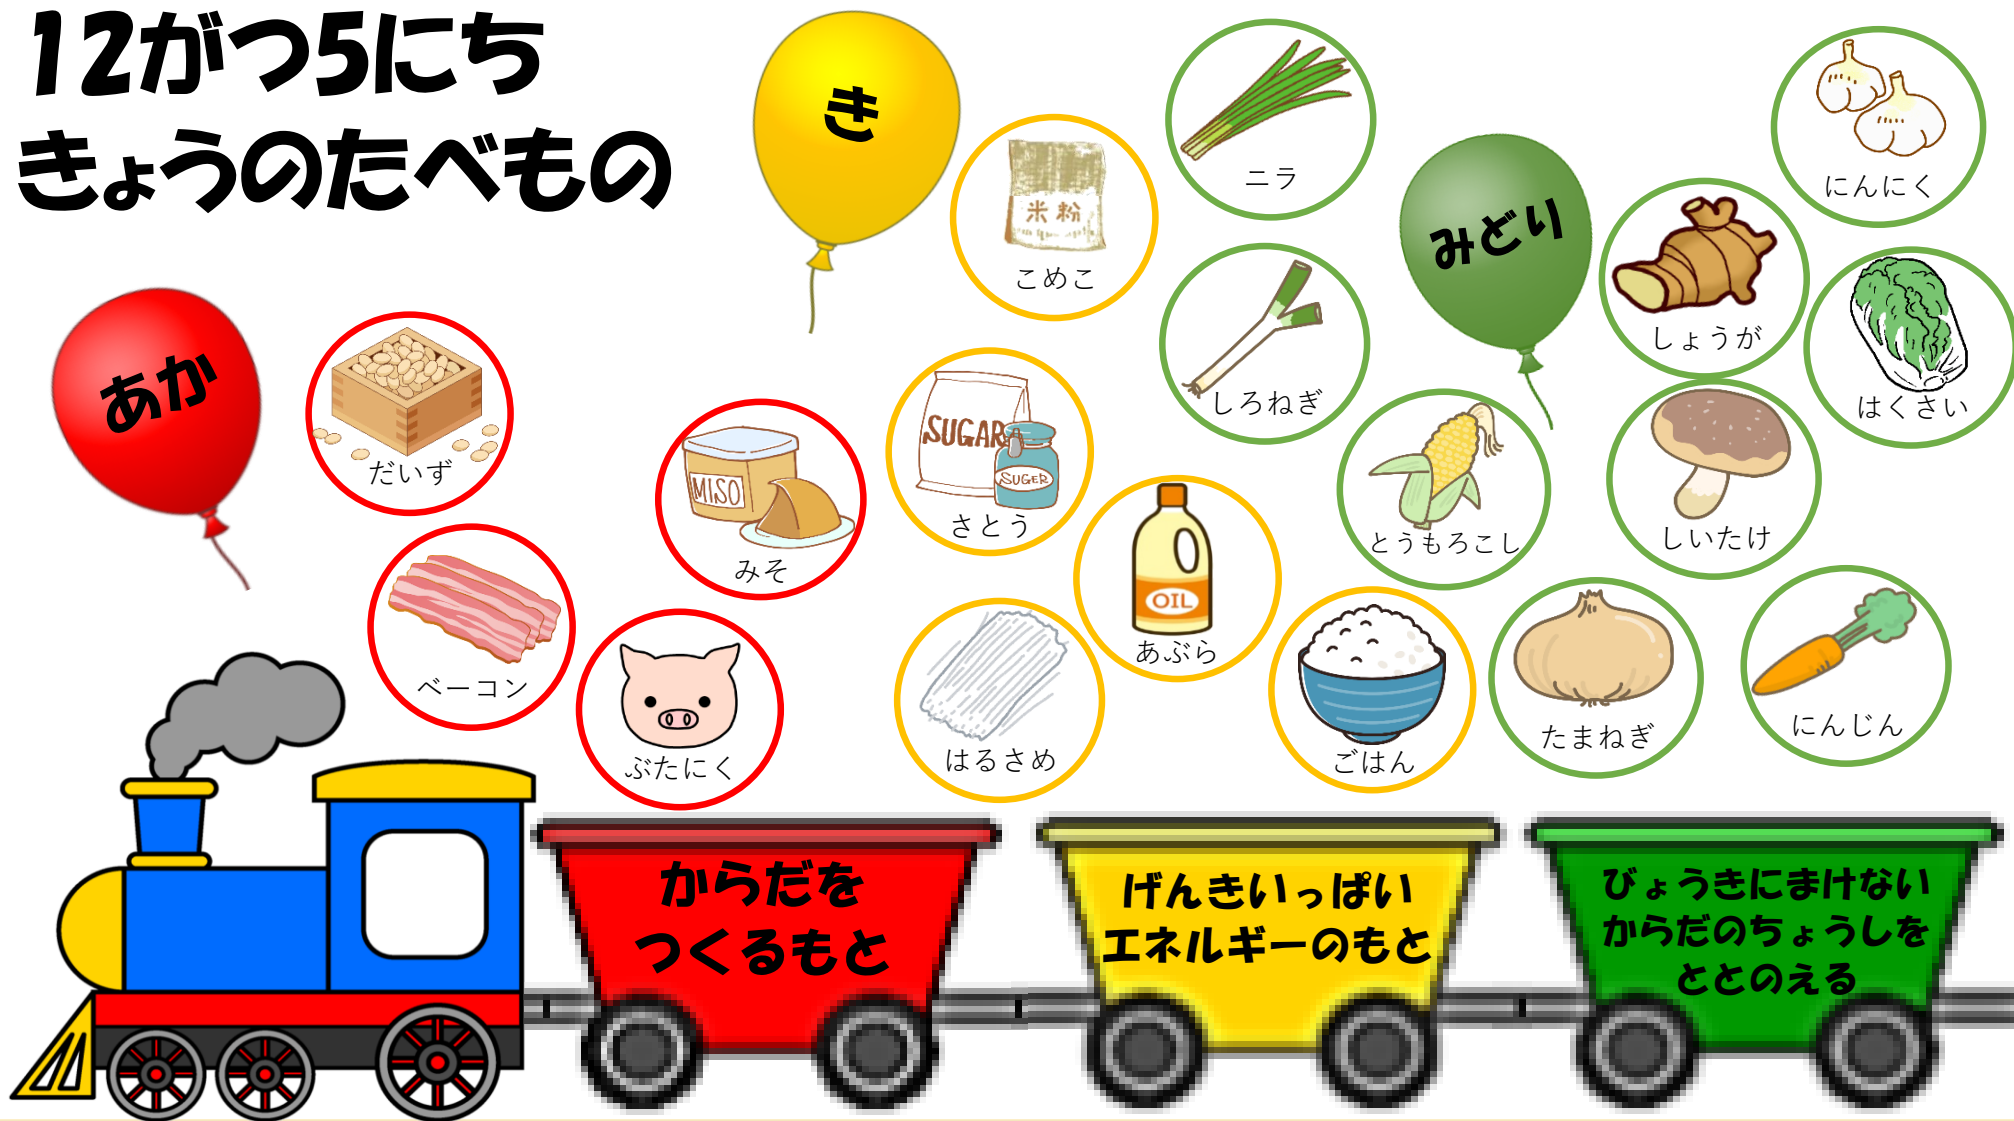 12がつ5にち
きょうのたべもの
あか
だいず
ベーコン
ぶたにく
MISO
みそ
き
米粉
こめこ
SUGAR
SUGER
さとう
OIL
あぶら
はるさめ
ごはん
みどり
ニラ
しろねぎ
とうもろこし
たまねぎ
にんにく
しょうが
はくさい
しいたけ
にんじん
からだを
つくるもと
げんきいっぱい
エネルギーのもと
びょうきにまけない
からだのちょうしを
ととのえる